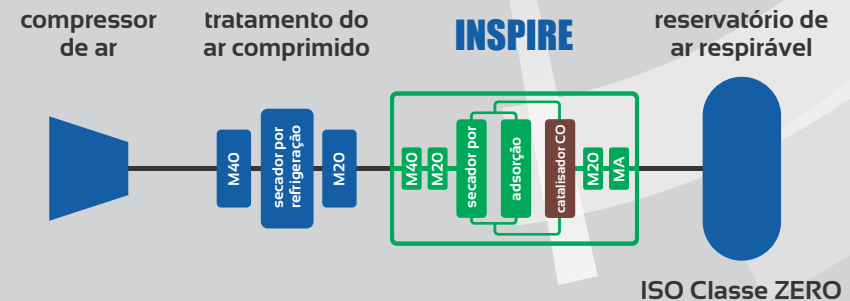 compressor
de ar
tratamento do
ar comprimido
INSPIRE
reservatório de
ar respirável
M40
secador por
refrigeração
M20
M40
M20
secador por
adsorção
catalisador CO
M20
MA
ISO Classe ZERO